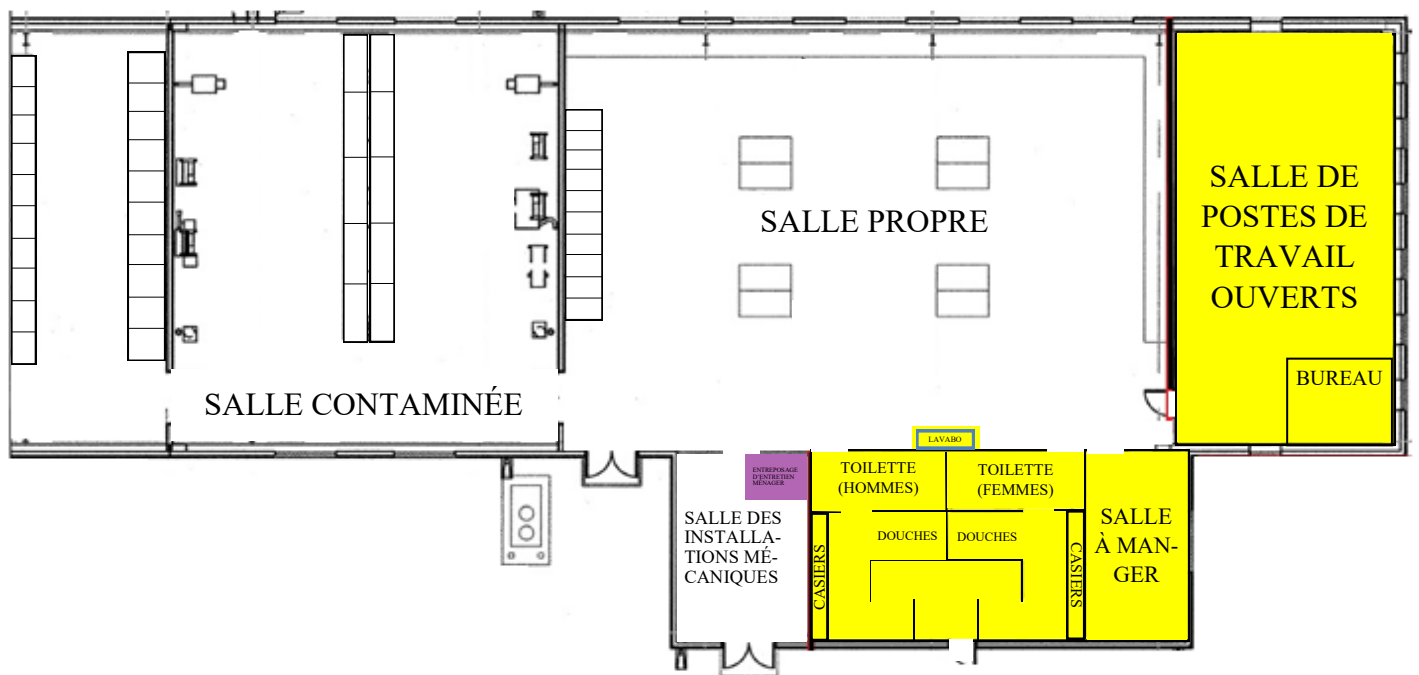 SALLE DE
POSTES DE
TRAVAIL
OUVERTS
SALLE PROPRE
BUREAU
SALLE CONTAMINÉE
LAVABO
ENTREPOSAGE
D'ENTRETIEN
MÉNAGER
TOILETTE
(HOMMES)
TOILETTE
(FEMMES)
SALLE DES
INSTALLA-
TIONS MÉ-
CANIQUES
CASIERS
DOUCHES
DOUCHES
CASIERS
SALLE
À MAN-
GER